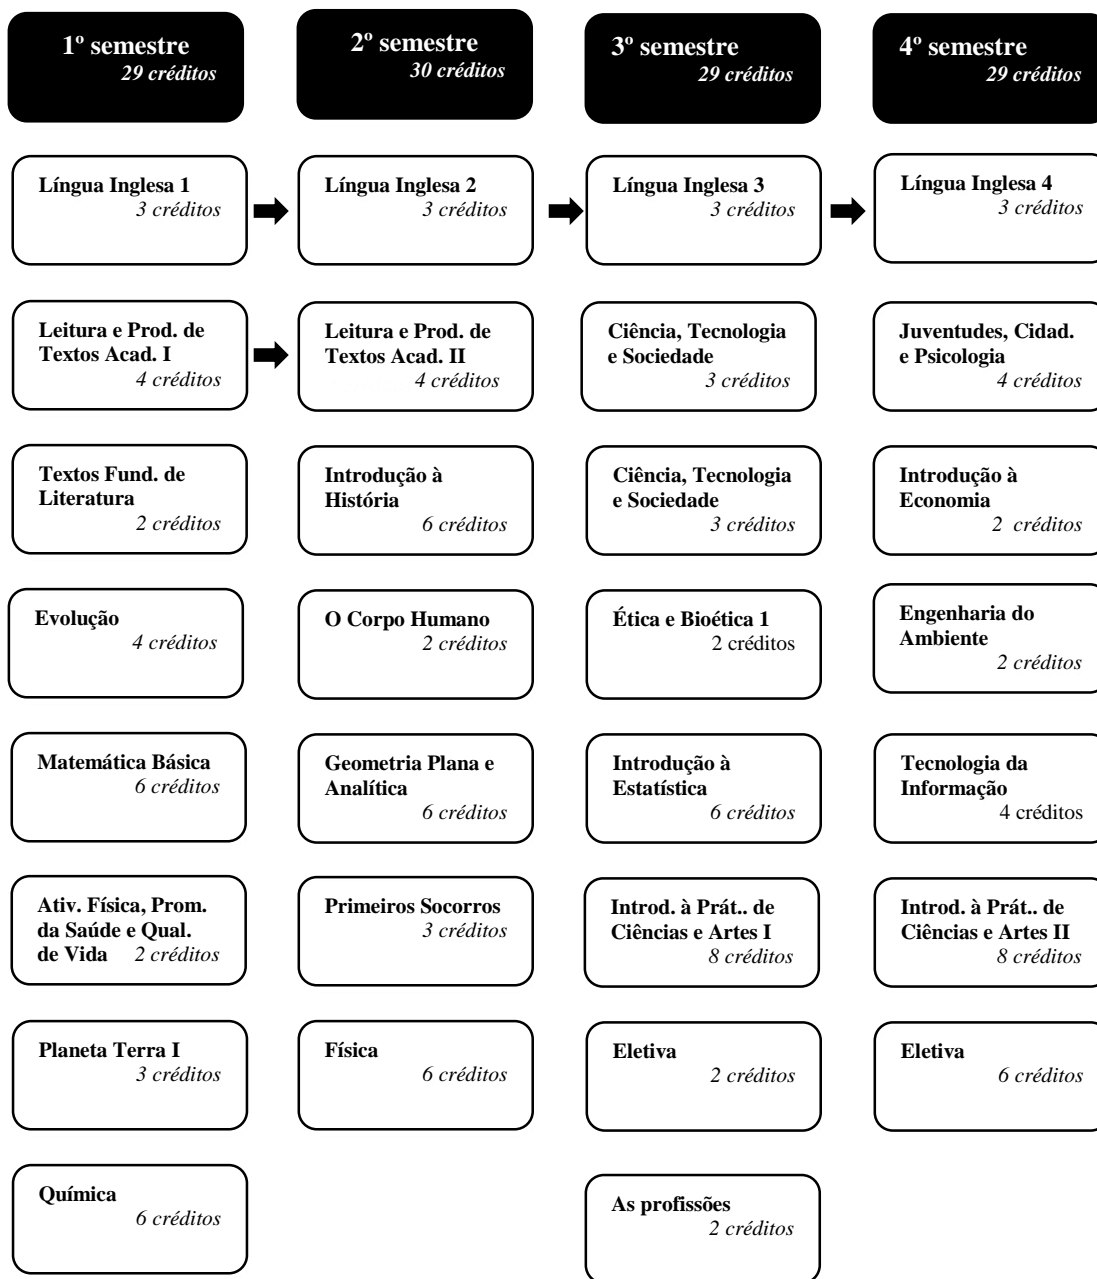 1º semestre
29 créditos
2º semestre
30 créditos
3º semestre
29 créditos
4º semestre
29 créditos
Língua Inglesa 1
3 créditos
Língua Inglesa 2
3 créditos
Língua Inglesa 3
3 créditos
Língua Inglesa 4
3 créditos
Leitura e Prod. de
Textos Acad. I
4 créditos
Leitura e Prod. de
Textos Acad. II
4 créditos
Ciência, Tecnologia
e Sociedade
3 créditos
Juventudes, Cidad.
e Psicologia
4 créditos
Textos Fund. de
Literatura
2 créditos
Introdução à
História
6 créditos
Ciência, Tecnologia
e Sociedade
3 créditos
Introdução à
Economia
2 créditos
Evolução
4 créditos
O Corpo Humano
2 créditos
Ética e Bioética 1
2 créditos
Engenharia do
Ambiente
2 créditos
Matemática Básica
6 créditos
Geometria Plana e
Analítica
6 créditos
Introdução à
Estatística
6 créditos
Tecnologia da
Informação
4 créditos
Ativ. Física, Prom.
da Saúde e Qual.
de Vida 2 créditos
Primeiros Socorros
3 créditos
Introd. à Prát.. de
Ciências e Artes I
8 créditos
Introd. à Prát.. de
Ciências e Artes II
8 créditos
Planeta Terra I
3 créditos
Física
6 créditos
Eletiva
2 créditos
Eletiva
6 créditos
Química
6 créditos
As profissões
2 créditos